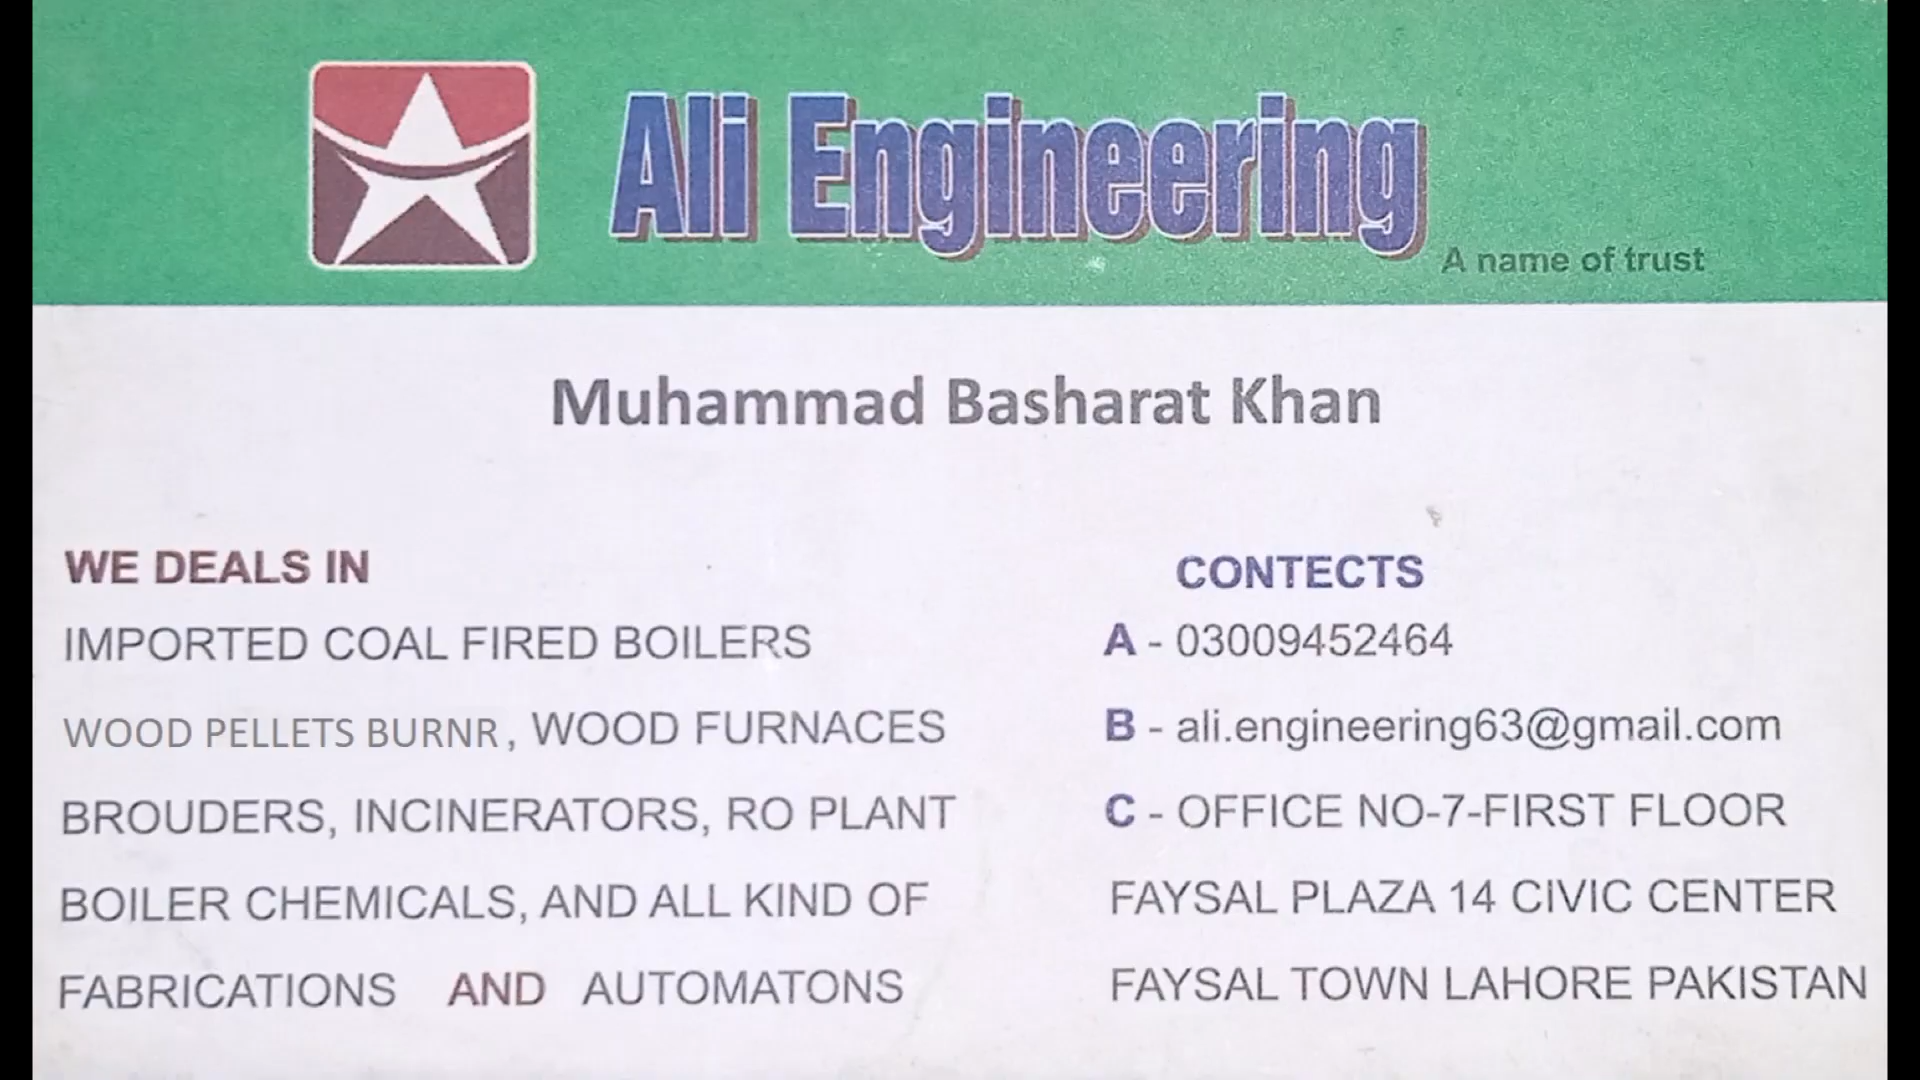 Ali Engineering
A name of trust
Muhammad Basharat Khan
WE DEALS IN
IMPORTED COAL FIRED BOILERS
WOOD PELLETS BURNR, WOOD FURNACES
BROUDERS, INCINERATORS, RO PLANT
BOILER CHEMICALS, AND ALL KIND OF
FABRICATIONS AND AUTOMATONS
CONTECTS
A - 03009452464
B - ali.engineering63@gmail.com
C - OFFICE NO-7-FIRST FLOOR
FAYSAL PLAZA 14 CIVIC CENTER
FAYSAL TOWN LAHORE PAKISTAN